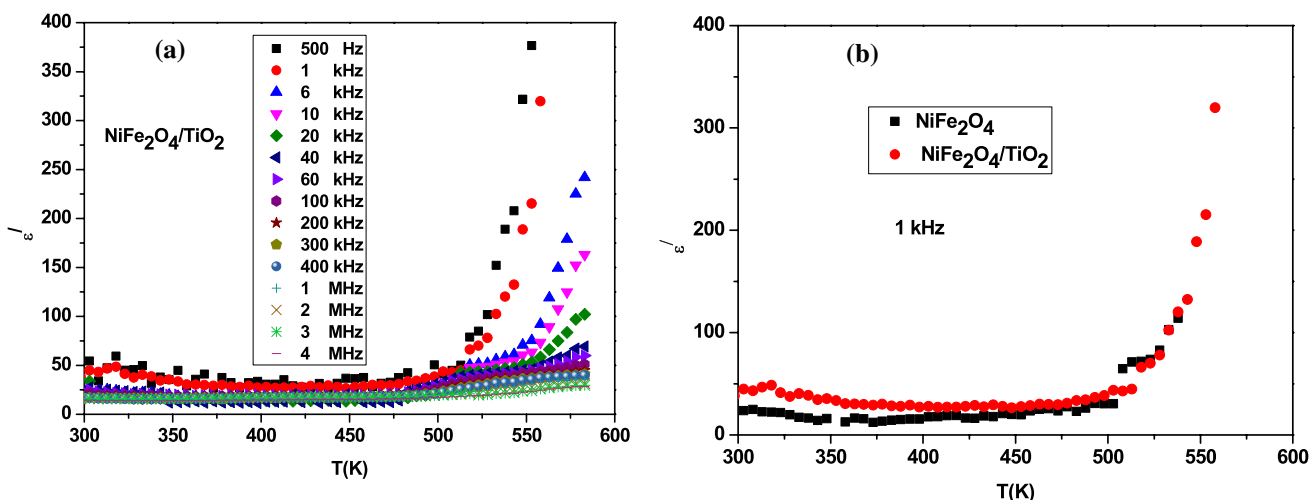 (a)
NiFe2O4/TiO2
500 Hz
1 kHz
6 kHz
10 kHz
20 kHz
40 kHz
60 kHz
100 kHz
200 kHz
300 kHz
400 kHz
1 MHz
2 MHz
3 MHz
4 MHz
400
350
300
250
200
150
100
50
0
ε/
300 350 400 450 500 550 600
T(K)
(b)
NiFe2O4
NiFe2O4/TiO2
1 kHz
400
300
200
100
0
ε/
300 350 400 450 500 550 600
T(K)